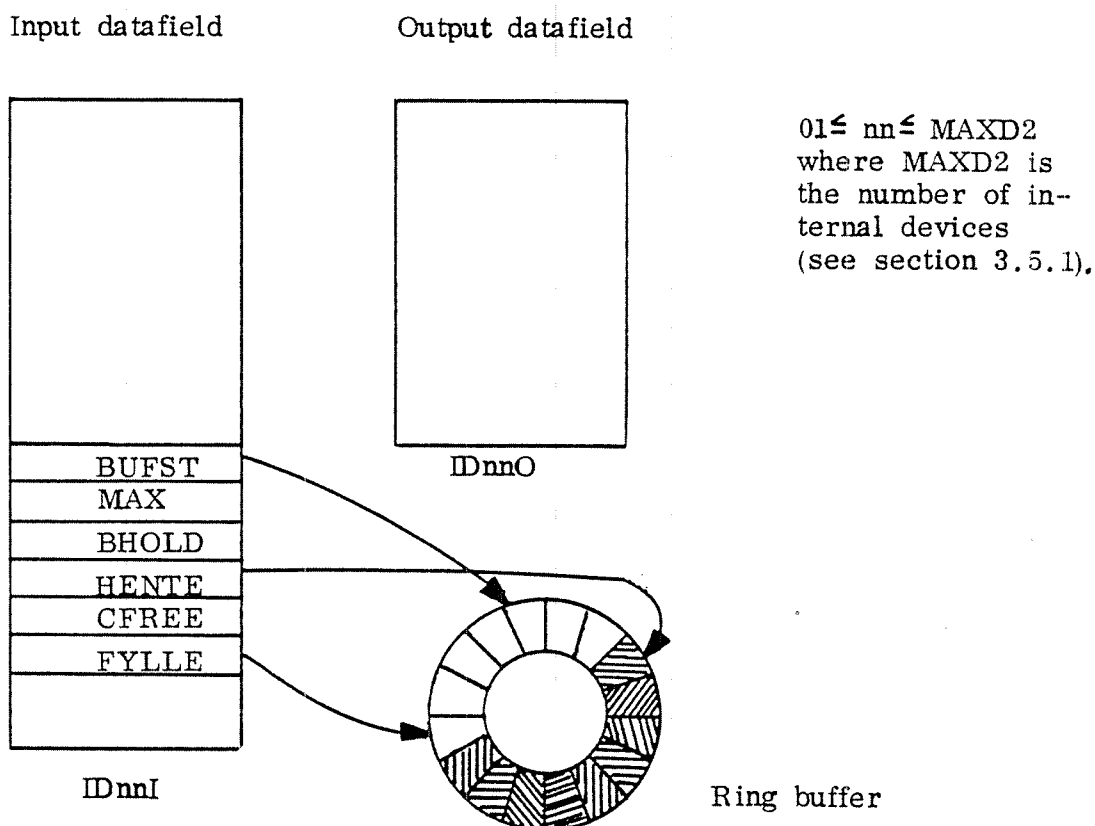 Input datafield
Output datafield
01≤ nn≤ MAXD2
where MAXD2 is
the number of in-
ternal devices
(see section 3.5.1).
BUFST
MAX
BHOLD
HENTE
CFREE
FYLLE
IDnnO
IDnnI
Ring buffer